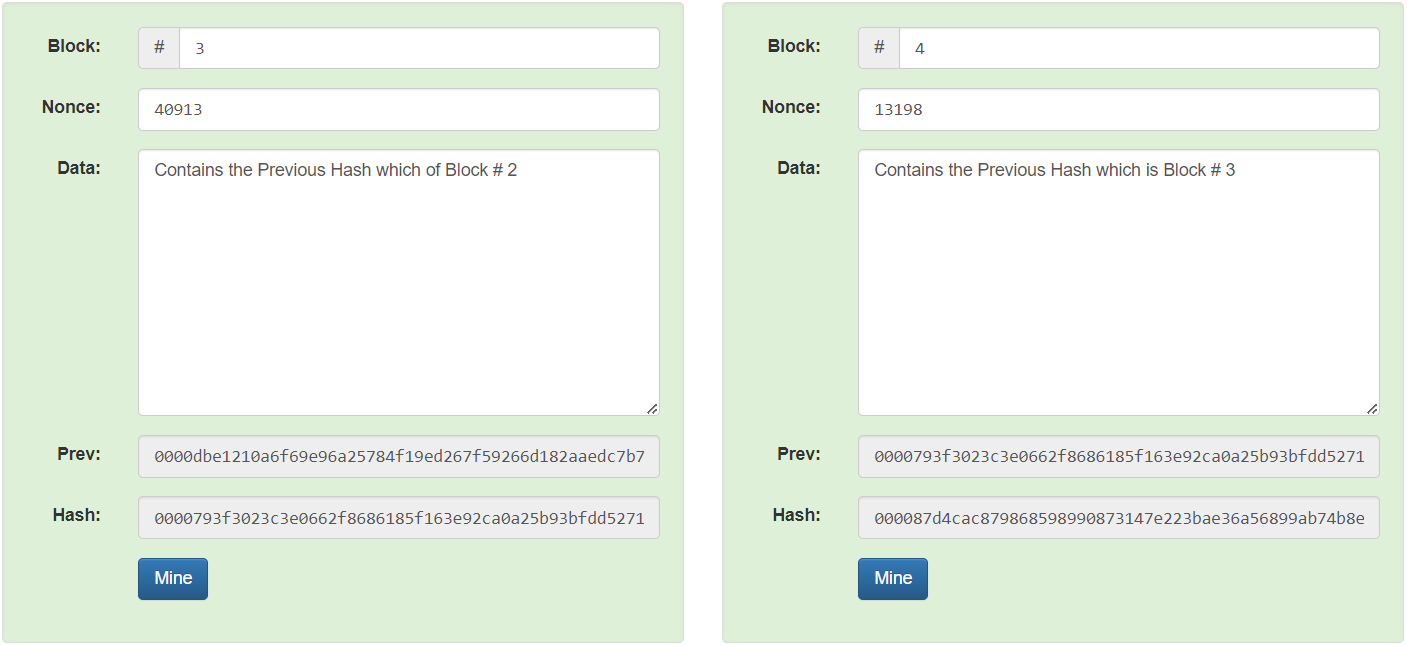 Block: # 3
Nonce: 40913
Data: Contains the Previous Hash which of Block # 2
Prev: 0000dbe1210a6f69e96a25784f19ed267f59266d182aaedc7b7
Hash: 0000793f3023c3e0662f8686185f163e92ca0a25b93bfdd5271
Mine
Block: # 4
Nonce: 13198
Data: Contains the Previous Hash which is Block # 3
Prev: 0000793f3023c3e0662f8686185f163e92ca0a25b93bfdd5271
Hash: 000087d4cac879868598990873147e223bae36a56899ab74b8e
Mine